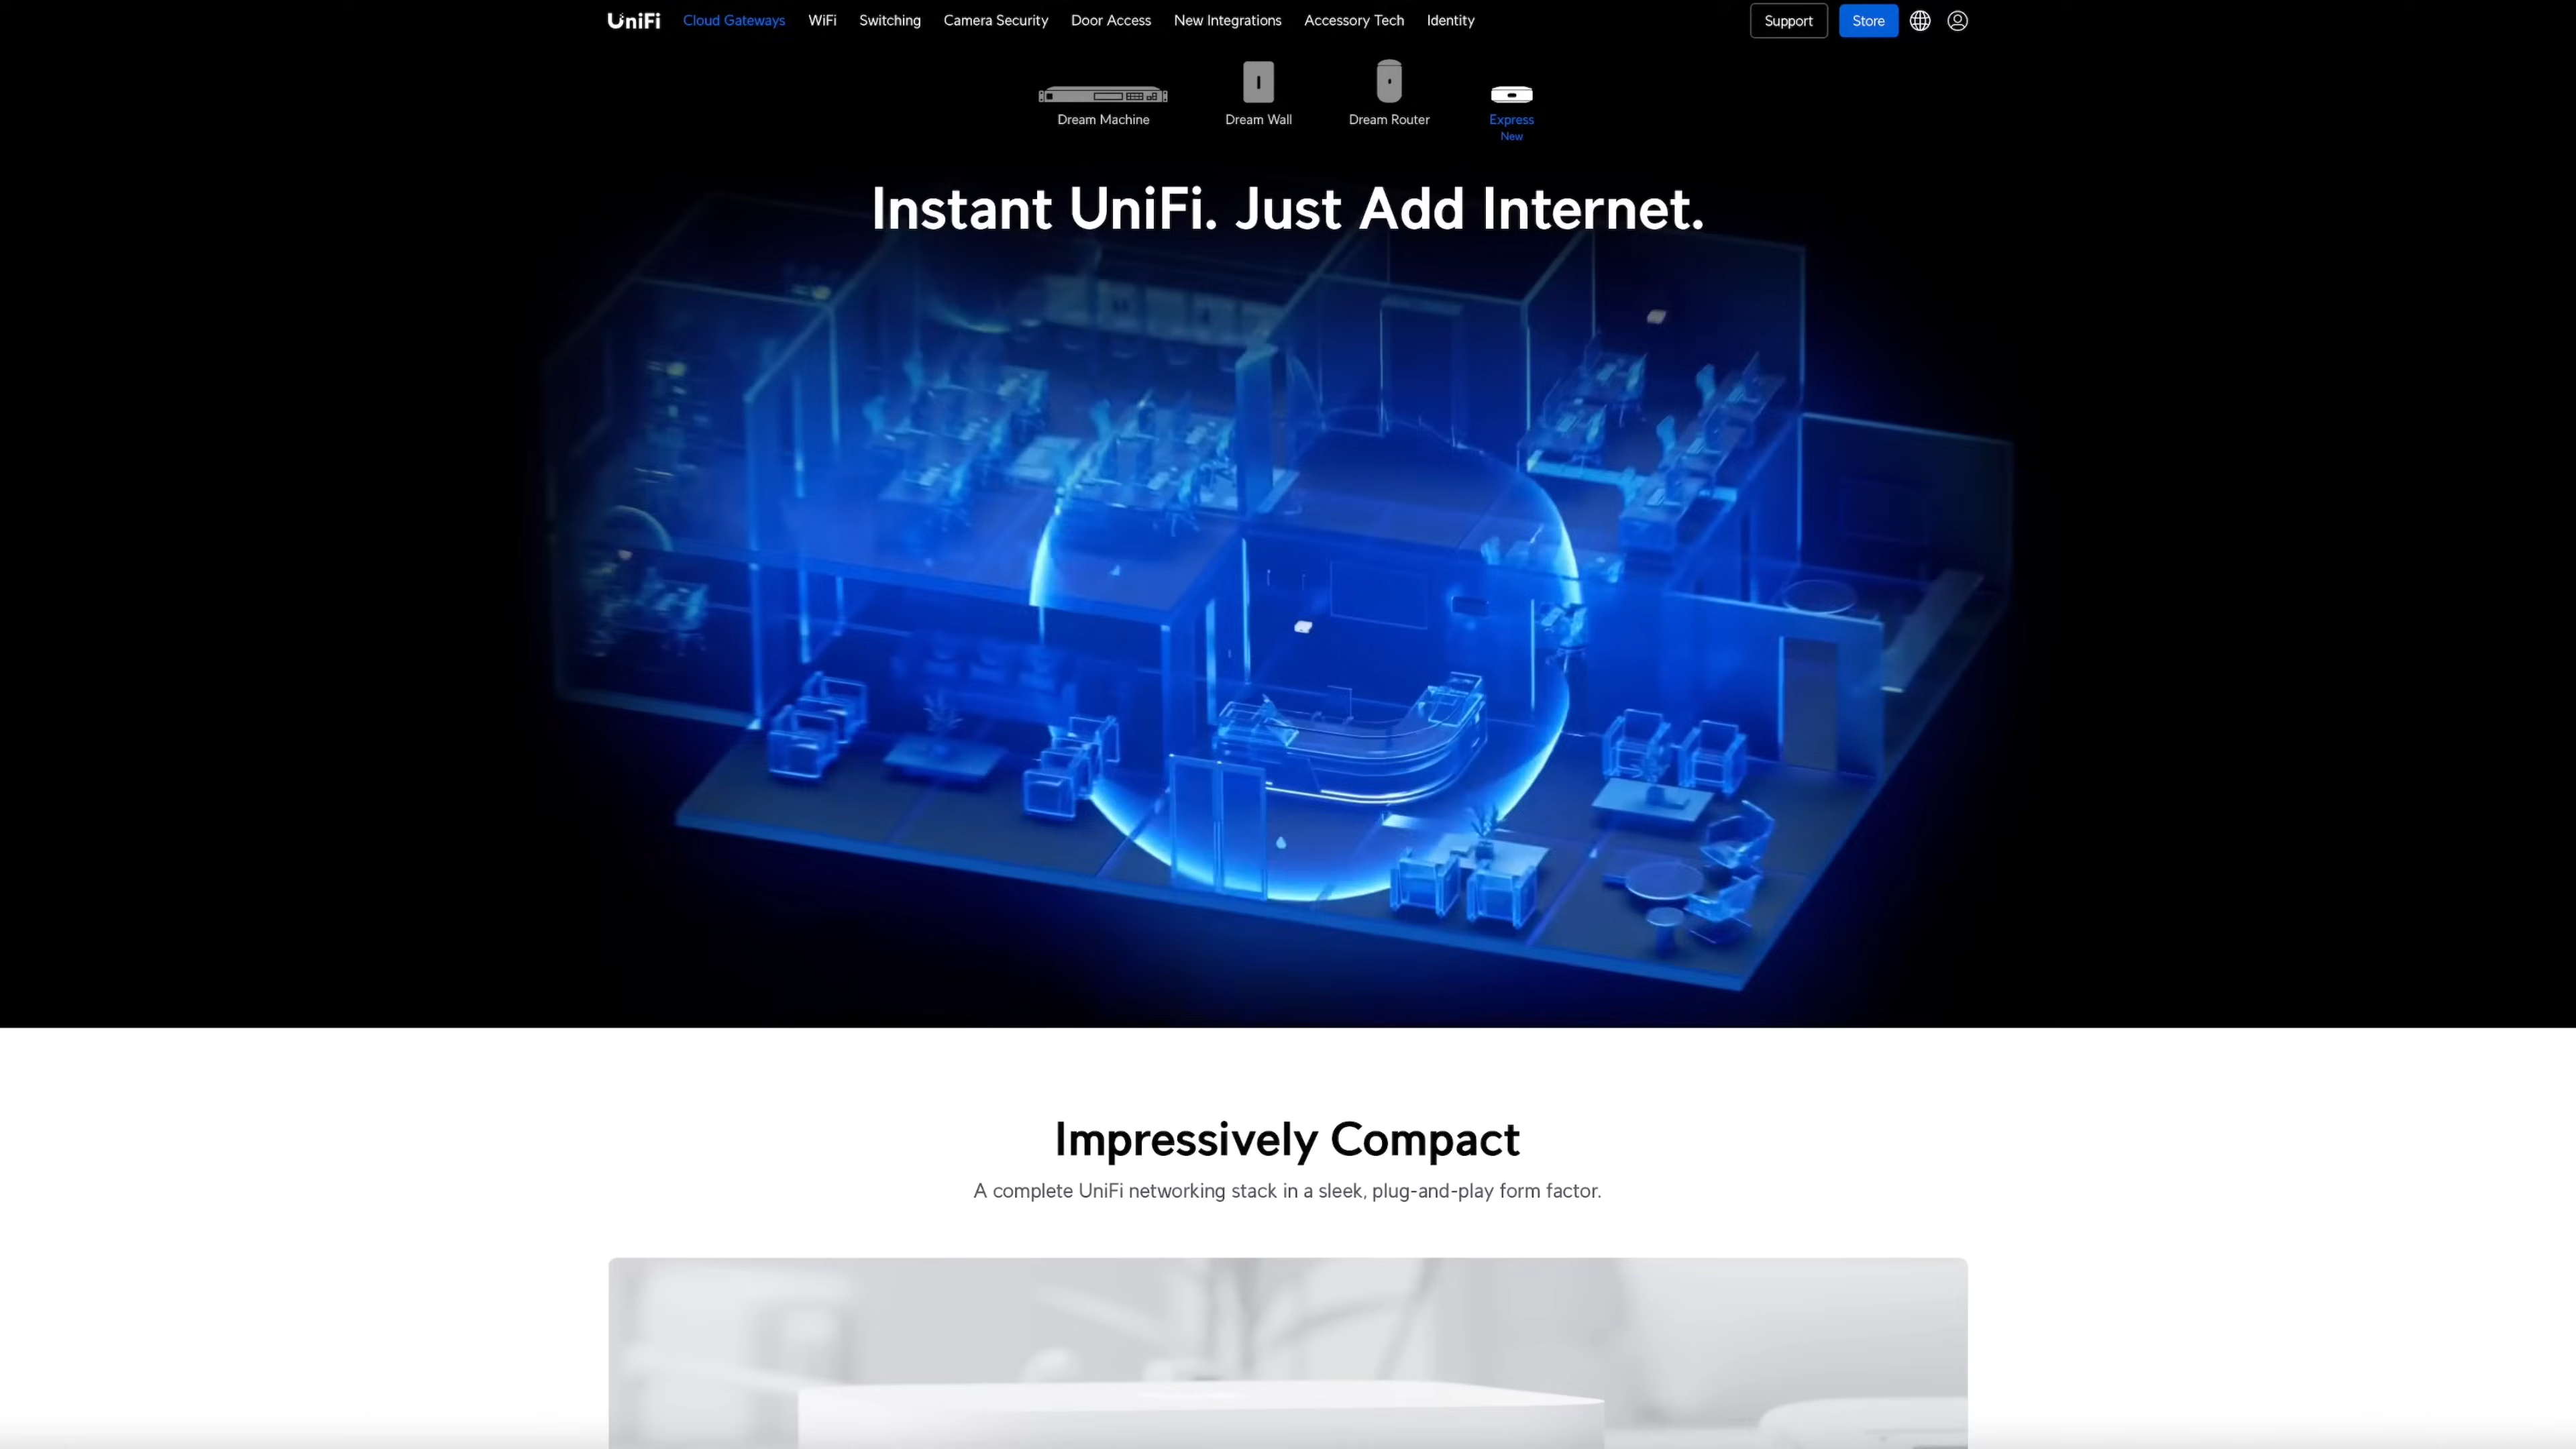 UniFi Cloud Gateways WiFi Switching Camera Security Door Access New Integrations Accessory Tech Identity Support Store
Dream Machine Dream Wall Dream Router Express
New
Instant UniFi. Just Add Internet.
Impressively Compact
A complete UniFi networking stack in a sleek, plug-and-play form factor.